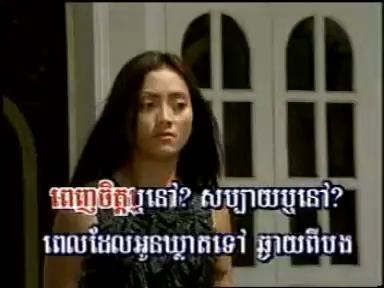 ពេញចិត្តឬនៅ? សប្បាយឬនៅ?
ពេលដែលអូនឃ្លាតទៅ ឆ្ងាយពីបង